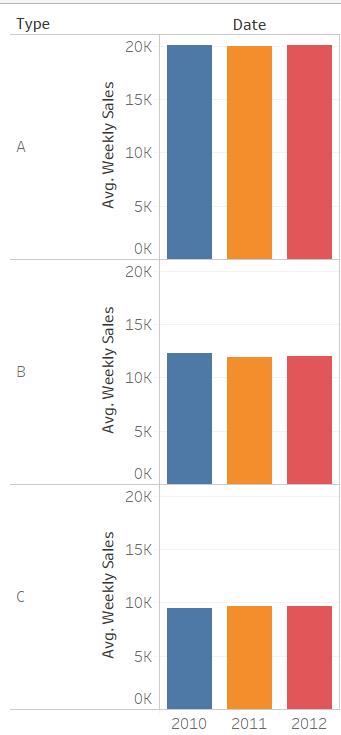 Type Date
20K
15K
10K
5K
0K
Avg. Weekly Sales
A
20K
15K
10K
5K
0K
Avg. Weekly Sales
B
20K
15K
10K
5K
0K
Avg. Weekly Sales
C
2010 2011 2012